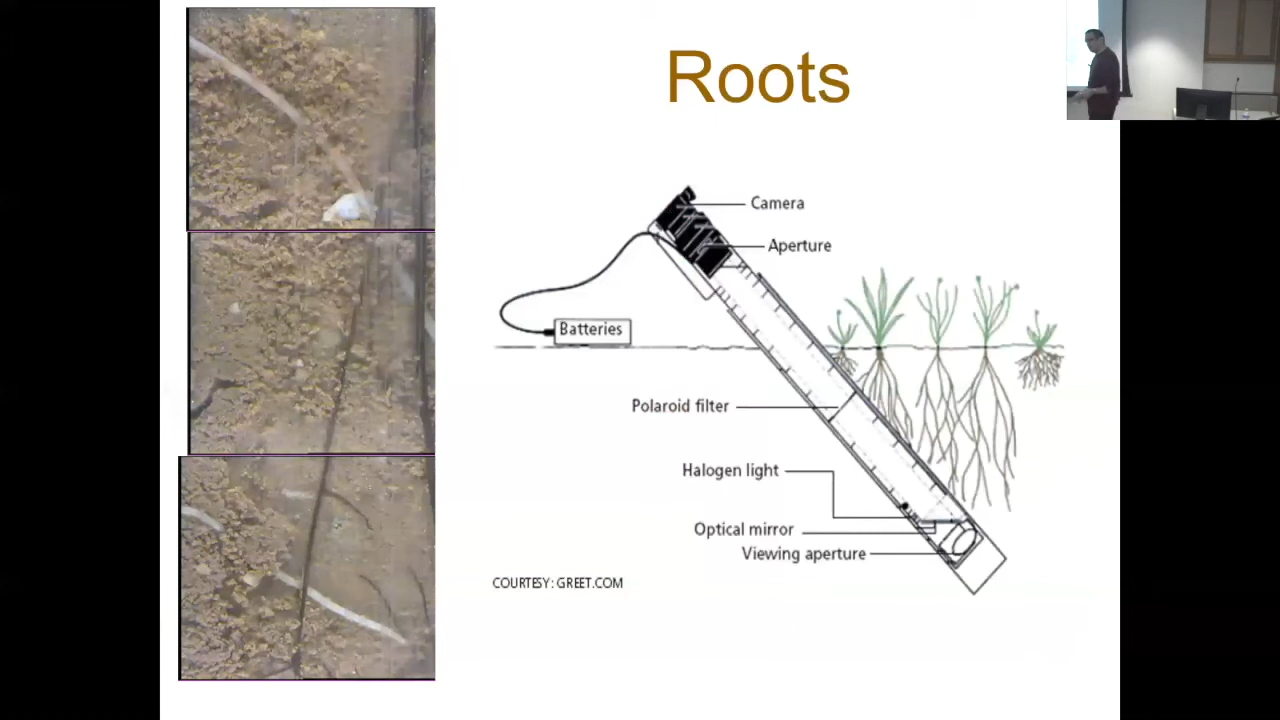 Roots
Camera
Aperture
Batteries
Polaroid filter
Halogen light
Optical mirror
Viewing aperture
COURTESY: GREET.COM